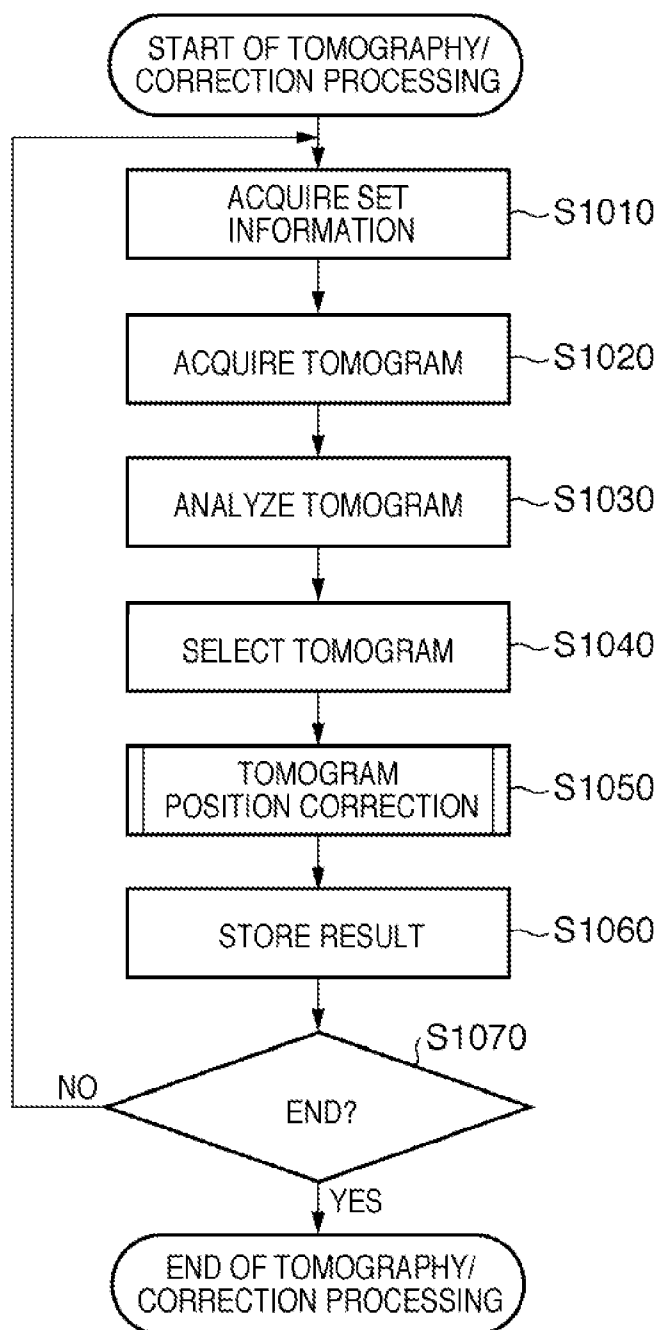 START OF TOMOGRAPHY/
CORRECTION PROCESSING
ACQUIRE SET
INFORMATION
S1010
ACQUIRE TOMOGRAM
S1020
ANALYZE TOMOGRAM
S1030
SELECT TOMOGRAM
S1040
TOMOGRAM
POSITION CORRECTION
S1050
STORE RESULT
S1060
S1070
NO
END?
YES
END OF TOMOGRAPHY/
CORRECTION PROCESSING